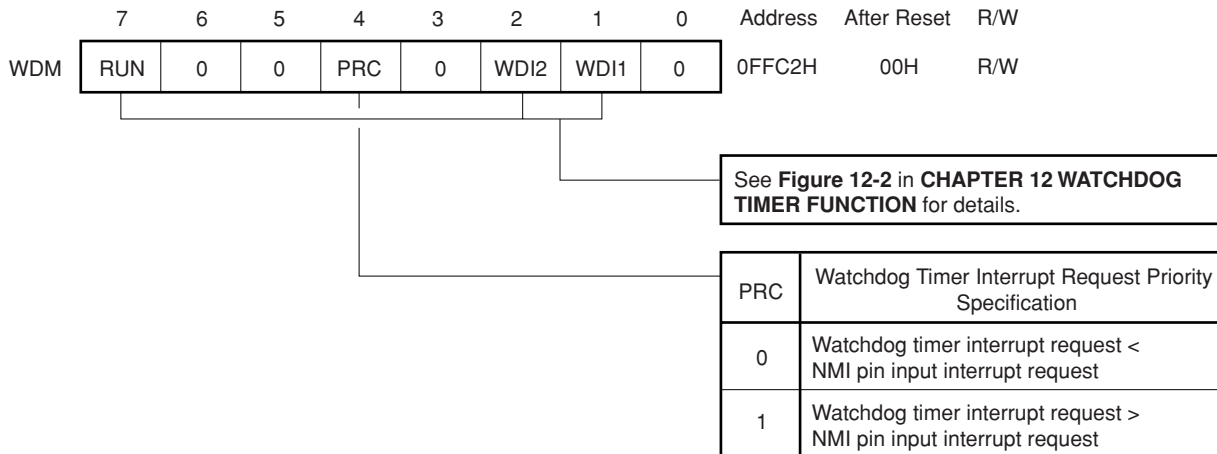 7 6 5 4 3 2 1 0 Address After Reset R/W
WDM RUN 0 0 PRC 0 WDI2 WDI1 0 0FFC2H 00H R/W
See Figure 12-2 in CHAPTER 12 WATCHDOG
TIMER FUNCTION for details.
PRC Watchdog Timer Interrupt Request Priority
Specification
0 Watchdog timer interrupt request <
NMI pin input interrupt request
1 Watchdog timer interrupt request >
NMI pin input interrupt request